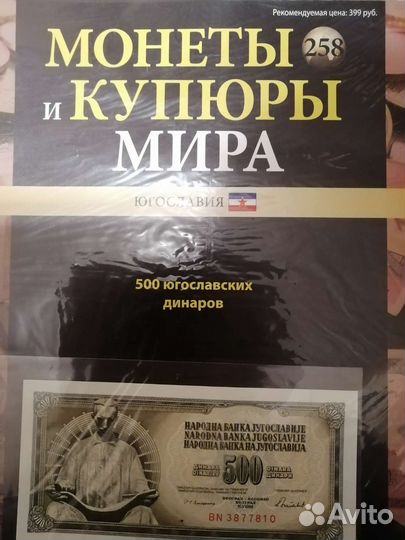 Рекомендуемая цена: 399 руб.
МОНЕТЫ 258
и КУПЮРЫ
МИРА
ЮГОСЛАВИЯ
500 югославских
динаров
НАРОДНА БАНКА ЈУГОСЛАВИЈЕ
NARODNA BANKA JUGOSLAVIJE
НАРОДНА БАНКА НА ЈУГОСЛАВИЈА
500
BN 3877810
Avito